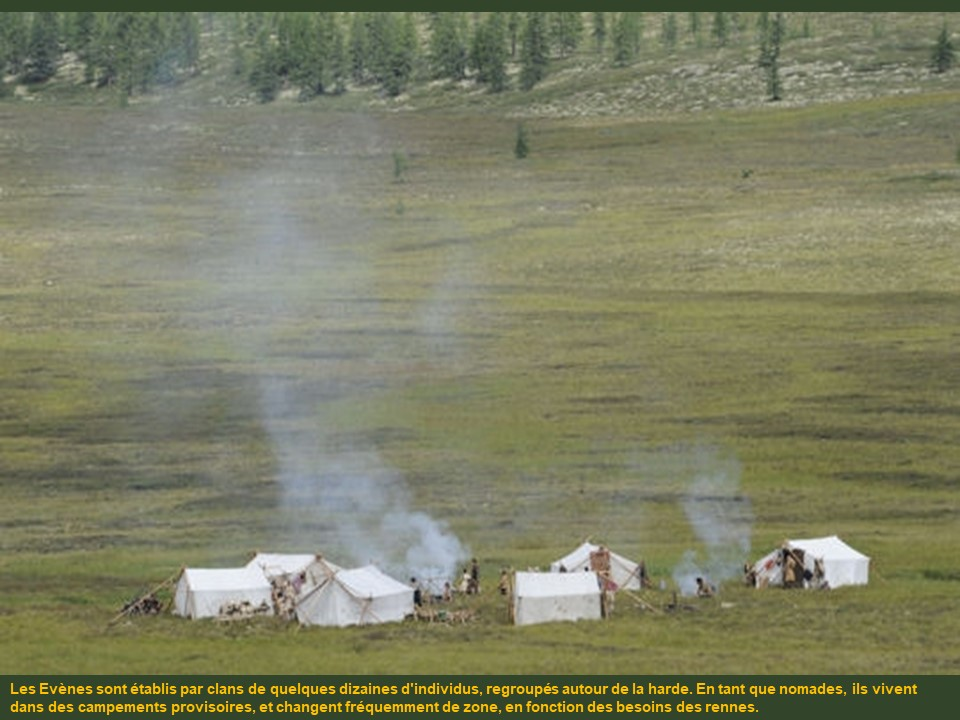 Les Evènes sont établis par clans de quelques dizaines d'individus, regroupés autour de la harde. En tant que nomades, ils vivent
dans des campements provisoires, et changent fréquemment de zone, en fonction des besoins des rennes.